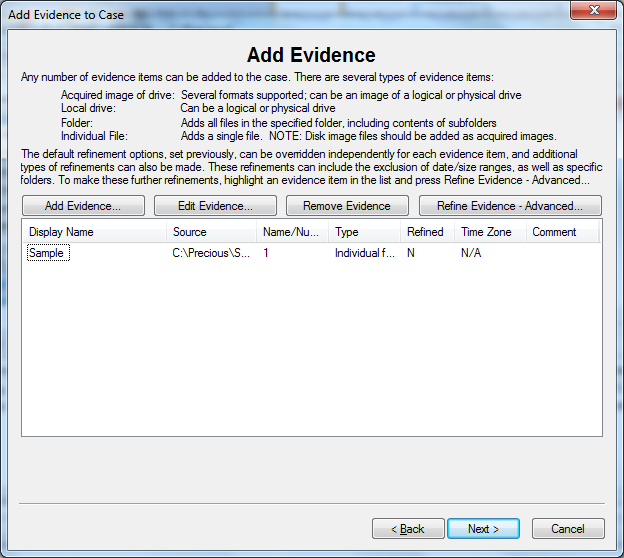 Add Evidence to Case
Add Evidence
Any number of evidence items can be added to the case. There are several types of evidence items:
Acquired image of drive: Several formats supported; can be an image of a logical or physical drive
Local drive: Can be a logical or physical drive
Folder: Adds all files in the specified folder, including contents of subfolders
Individual File: Adds a single file. NOTE: Disk image files should be added as acquired images.
The default refinement options, set previously, can be overridden independently for each evidence item, and additional
types of refinements can also be made. These refinements can include the exclusion of date/size ranges, as well as specific
folders. To make these further refinements, highlight an evidence item in the list and press Refine Evidence - Advanced...
Add Evidence... Edit Evidence... Remove Evidence Refine Evidence - Advanced...
Display Name Source Name/Nu... Type Refined Time Zone Comment
Sample C:\Precious\S... 1 Individual f... N N/A
< Back Next > Cancel